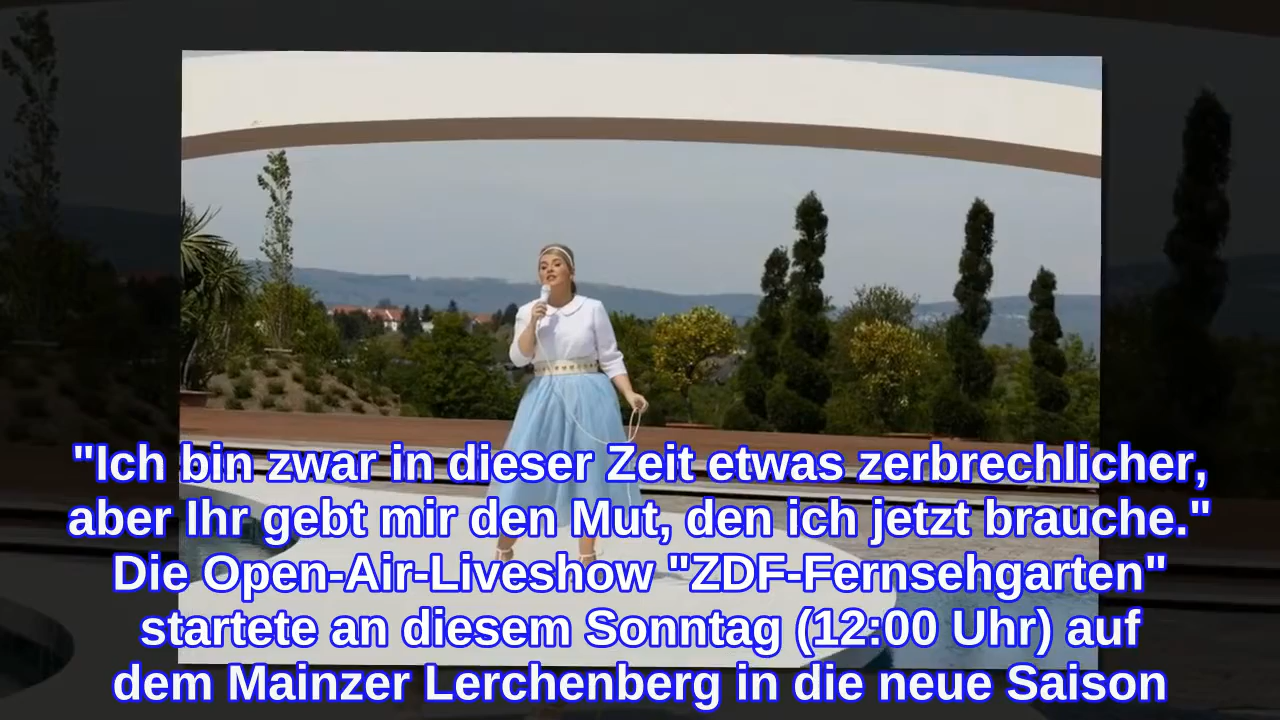 "Ich bin zwar in dieser Zeit etwas zerbrechlicher,
aber Ihr gebt mir den Mut, den ich jetzt brauche."
Die Open-Air-Liveshow "ZDF-Fernsehgarten"
startete an diesem Sonntag (12:00 Uhr) auf
dem Mainzer Lerchenberg in die neue Saison